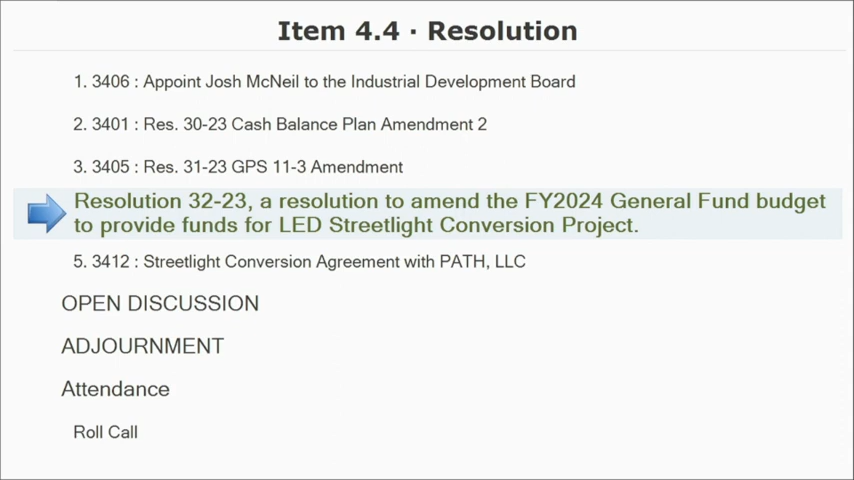 Item 4.4 · Resolution
1. 3406 : Appoint Josh McNeil to the Industrial Development Board
2. 3401 : Res. 30-23 Cash Balance Plan Amendment 2
3. 3405 : Res. 31-23 GPS 11-3 Amendment
Resolution 32-23, a resolution to amend the FY2024 General Fund budget
to provide funds for LED Streetlight Conversion Project.
5. 3412 : Streetlight Conversion Agreement with PATH, LLC
OPEN DISCUSSION
ADJOURNMENT
Attendance
Roll Call